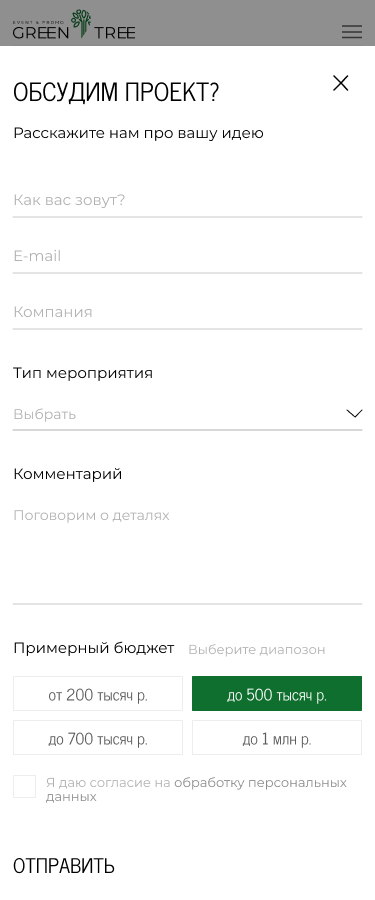 EVENT & PROMO
GREEN TREE
ОБСУДИМ ПРОЕКТ?
Расскажите нам про вашу идею
Как вас зовут?
E-mail
Компания
Тип мероприятия
Выбрать
Комментарий
Поговорим о деталях
Примерный бюджет Выберите диапозон
от 200 тысяч р. до 500 тысяч р.
до 700 тысяч р. до 1 млн р.
Я даю согласие на обработку персональных
данных
ОТПРАВИТЬ